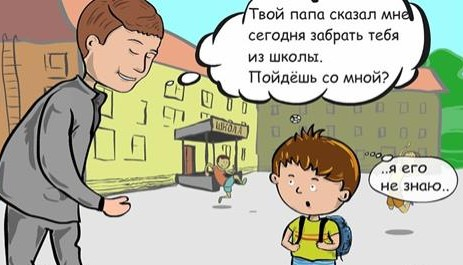 Твой папа сказал мне
сегодня забрать тебя
из школы.
Пойдёшь со мной?
ШКОЛА
..я его
не знаю..